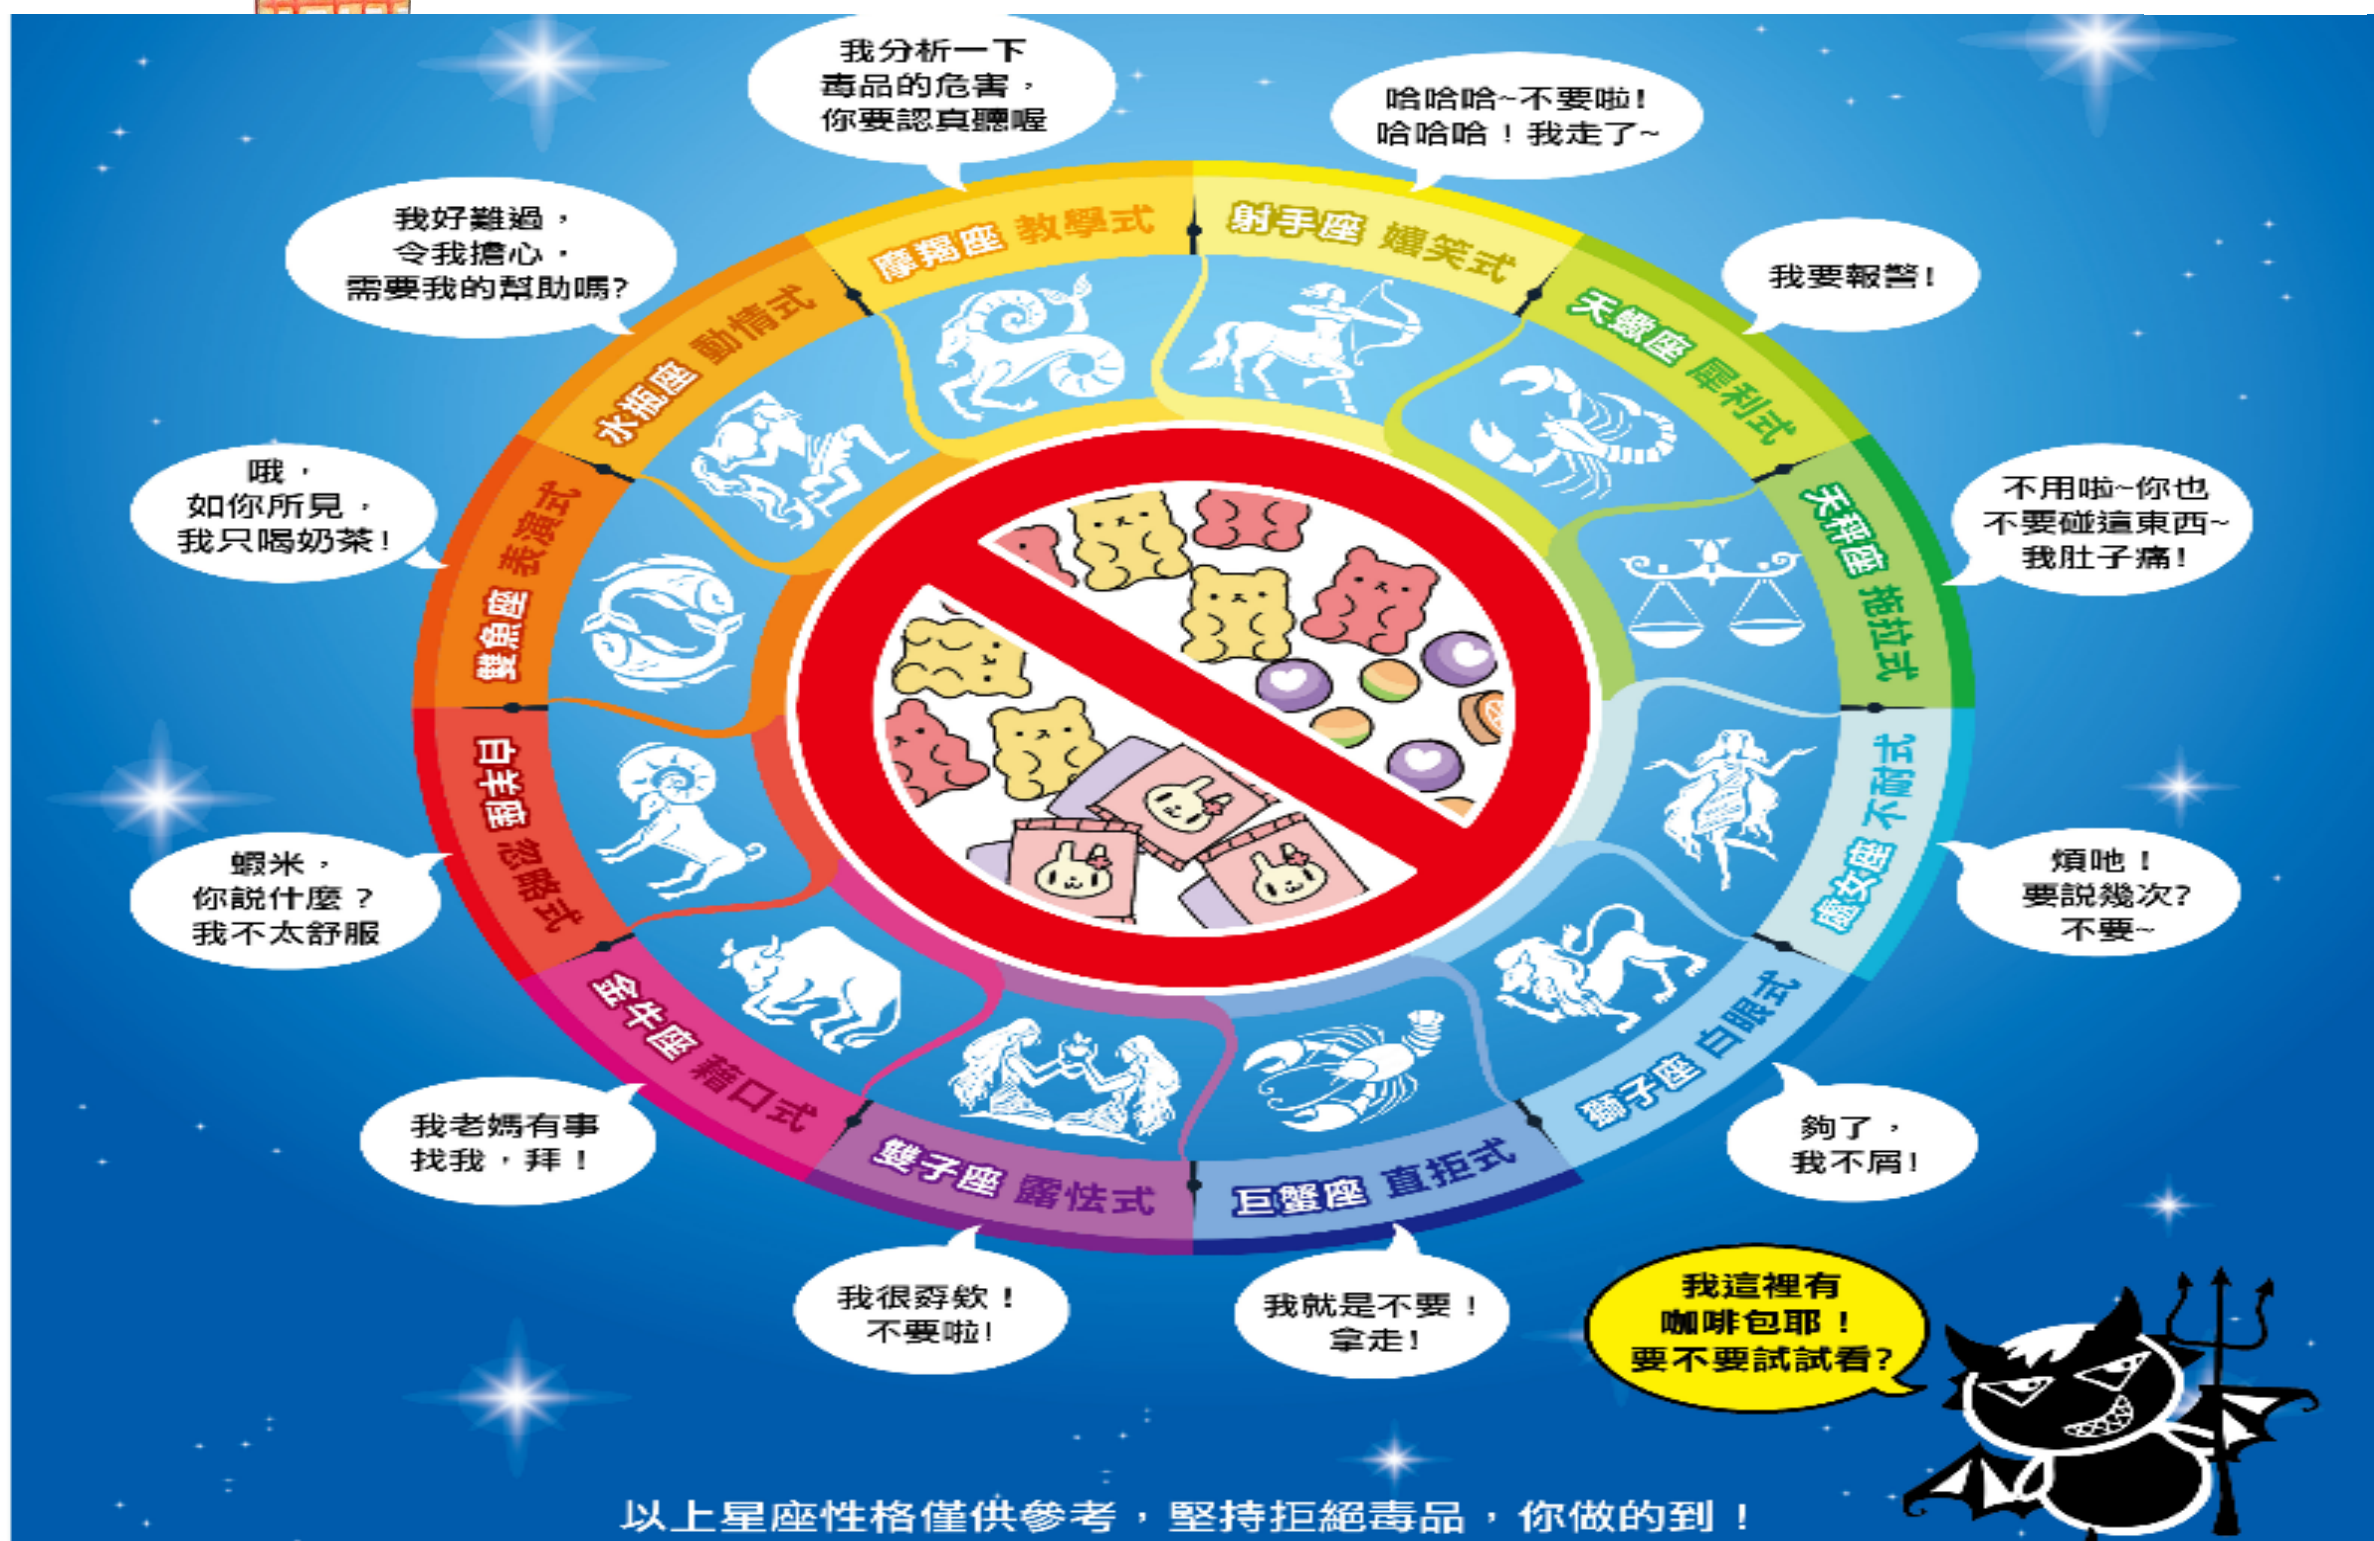 我分析一下
毒品的危害，
你要認真聽喔
哈哈哈~不要啦！
哈哈哈！我走了~
我好難過，
令我擔心，
需要我的幫助嗎?
我要報警！
摩羯座 教學式
射手座 孃笑式
水瓶座 動情式
天蠍座 犀利式
哦，
如你所見，
我只喝奶茶！
不用啦~你也
不要碰這東西~
我肚子痛！
雙魚座 表演式
天秤座 拖拉式
白羊座 忽略式
處女座 不耐式
蝦米，
你說什麼？
我不太舒服
煩吔！
要說幾次?
不要~
金牛座 藉口式
獅子座 白眼式
雙子座 露怯式
巨蟹座 直拒式
我老媽有事
找我，拜！
夠了，
我不屑！
我很孬欸！
不要啦！
我就是不要！
拿走！
我這裡有
咖啡包耶！
要不要試試看?
以上星座性格僅供參考，堅持拒絕毒品，你做的到！